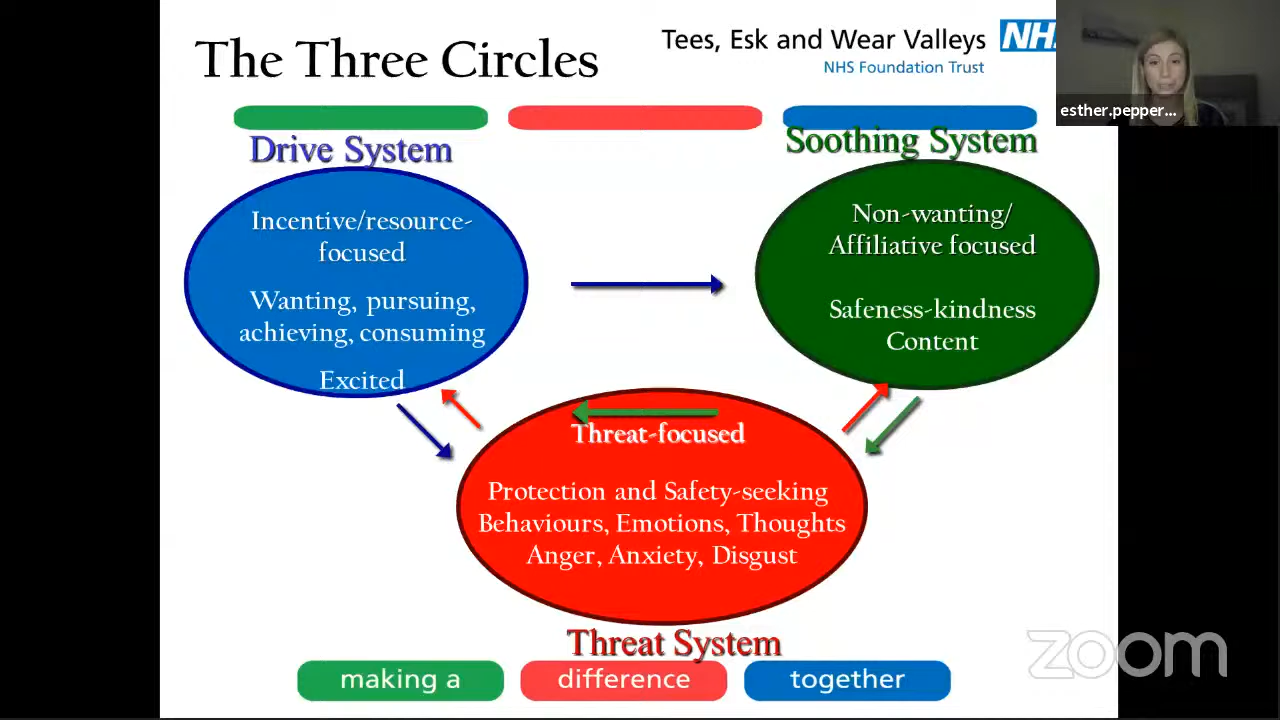 The Three Circles
Tees, Esk and Wear Valleys
NHS Foundation Trust
esther.pepper...
Drive System
Soothing System
Incentive/resource-
focused
Wanting, pursuing,
achieving, consuming
Excited
Non-wanting/
Affiliative focused
Safeness-kindness
Content
Threat-focused
Protection and Safety-seeking
Behaviours, Emotions, Thoughts
Anger, Anxiety, Disgust
Threat System
making a
difference
together
zoom